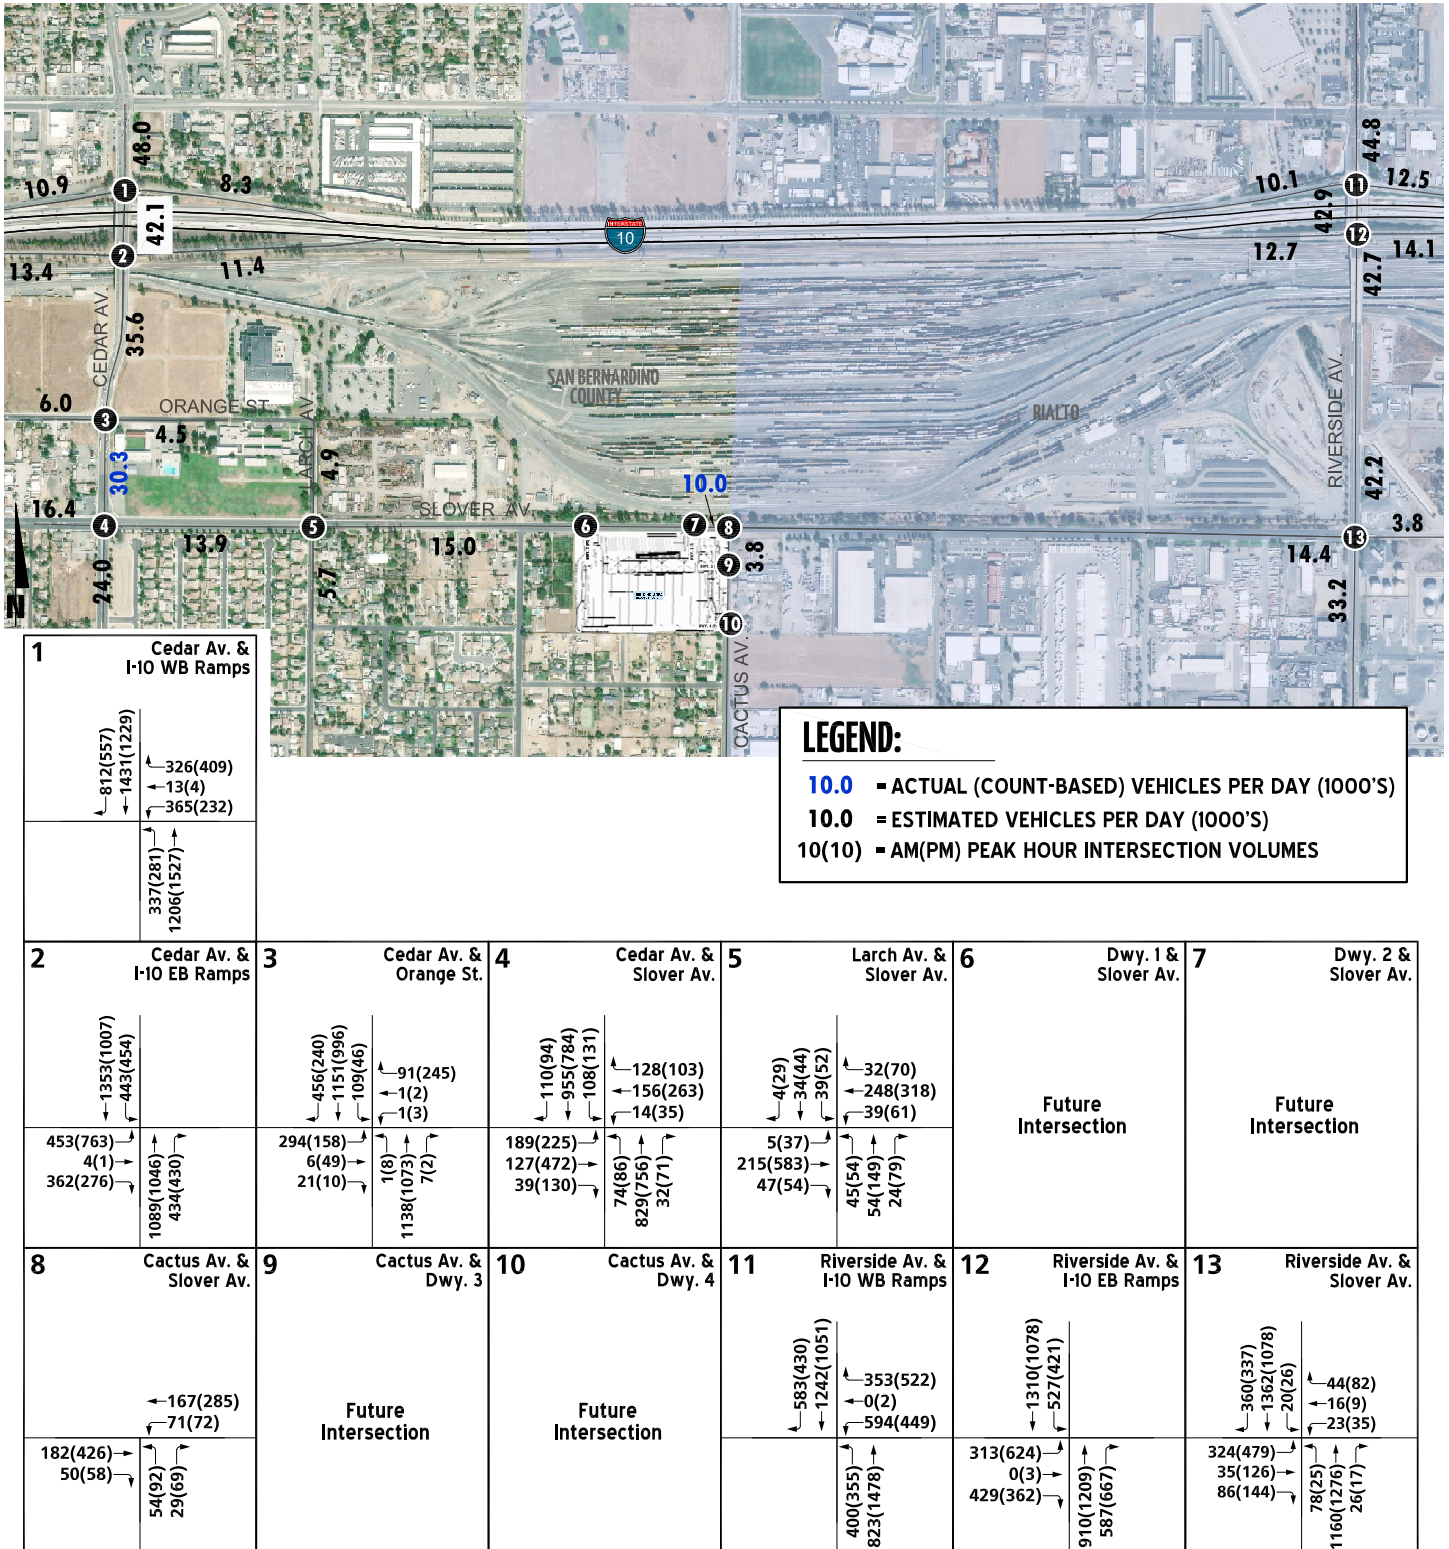 48.0
44.8
10.9
1
8.3
10.1
11
12.5
42.1
INTERSTATE
10
42.9
2
12
13.4
11.4
12.7
14.1
42.7
CEDAR AV.
35.6
SAN BERNARDINO
COUNTY
RIALTO
RIVERSIDE AV.
6.0
3
ORANGE ST.
4.5
ARCH AV
4.9
30.3
10.0
42.2
16.4
SLOVER AV.
4
5
6
7
8
3.8
13.9
15.0
13
14.4
24.0
5.7
9
3.8
33.2
N
10
CACTUS AV.
LEGEND:
10.0 = ACTUAL (COUNT-BASED) VEHICLES PER DAY (1000'S)
10.0 = ESTIMATED VEHICLES PER DAY (1000'S)
10(10) = AM(PM) PEAK HOUR INTERSECTION VOLUMES
1
Cedar Av. &
I-10 WB Ramps
812(557)
1431(1229)
326(409)
13(4)
365(232)
337(281)
1206(1527)
2
Cedar Av. &
I-10 EB Ramps
1353(1007)
443(454)
453(763)
4(1)
362(276)
1089(1046)
434(430)
3
Cedar Av. &
Orange St.
456(240)
1151(996)
109(46)
91(245)
1(2)
1(3)
294(158)
6(49)
21(10)
1(8)
1138(1073)
7(2)
4
Cedar Av. &
Slover Av.
110(94)
955(784)
108(131)
128(103)
156(263)
14(35)
189(225)
127(472)
39(130)
74(86)
829(756)
32(71)
5
Larch Av. &
Slover Av.
4(29)
34(44)
39(52)
32(70)
248(318)
39(61)
5(37)
215(583)
47(54)
45(54)
54(149)
24(79)
6
Dwy. 1 &
Slover Av.
Future
Intersection
7
Dwy. 2 &
Slover Av.
Future
Intersection
8
Cactus Av. &
Slover Av.
167(285)
71(72)
182(426)
50(58)
54(92)
29(69)
9
Cactus Av. &
Dwy. 3
Future
Intersection
10
Cactus Av. &
Dwy. 4
Future
Intersection
11
Riverside Av. &
I-10 WB Ramps
583(430)
1242(1051)
353(522)
0(2)
594(449)
400(355)
823(1478)
12
Riverside Av. &
I-10 EB Ramps
1310(1078)
527(421)
313(624)
0(3)
429(362)
910(1209)
587(667)
13
Riverside Av. &
Slover Av.
360(337)
1362(1078)
20(26)
44(82)
16(9)
23(35)
324(479)
35(126)
86(144)
78(25)
1160(1276)
26(17)